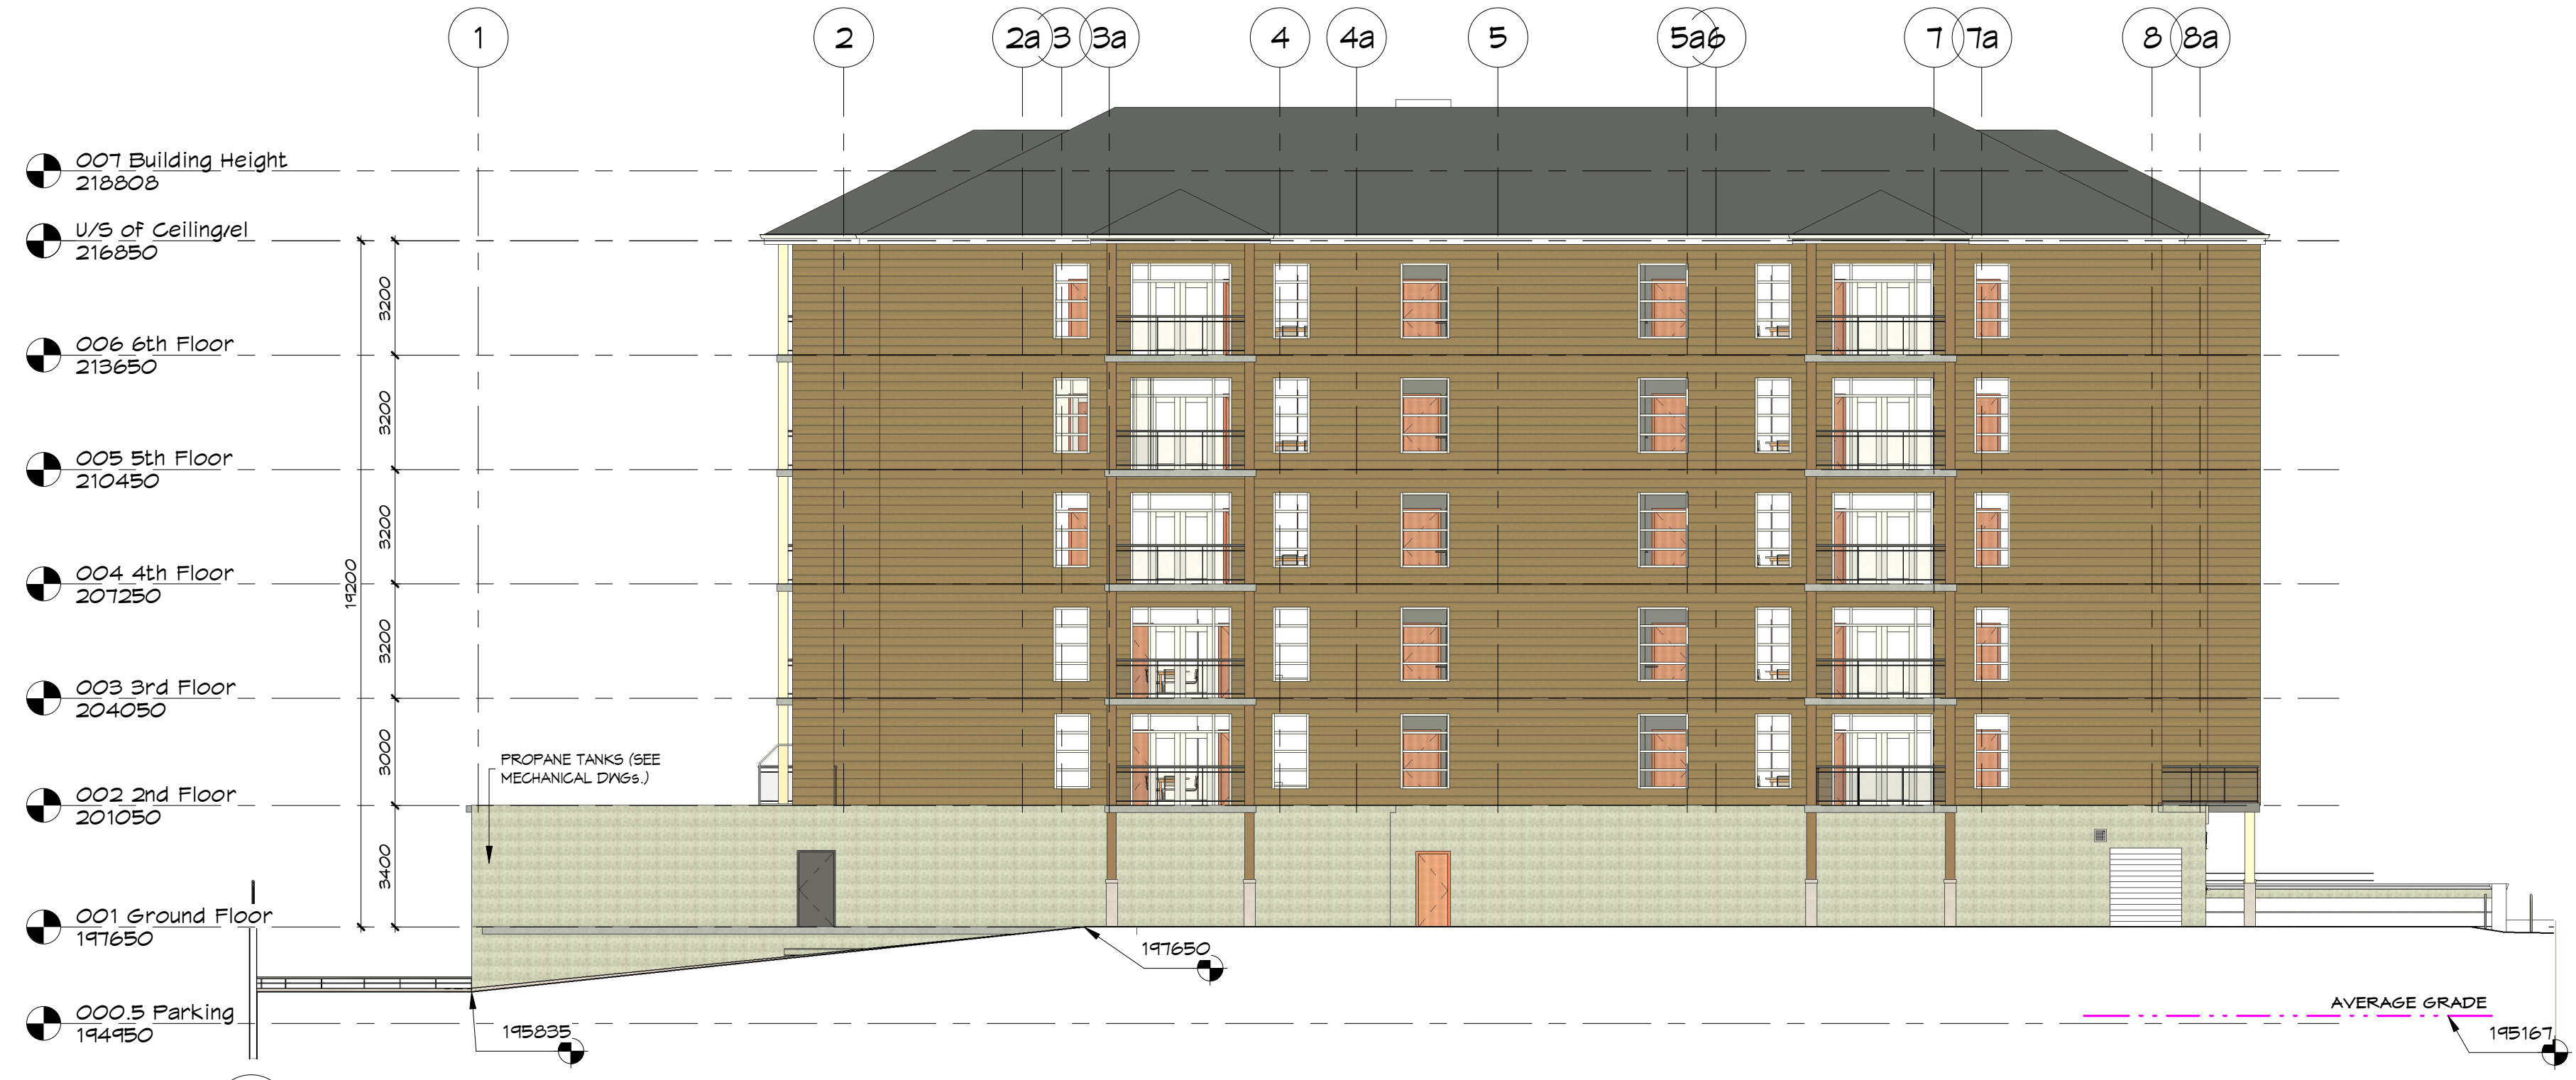 1
2
2a
3
3a
4
4a
5
5a
6
7
7a
8
8a
007 Building Height
218808
U/S of Ceiling/el
216850
3200
006 6th Floor
213650
3200
005 5th Floor
210450
3200
004 4th Floor
207250
19200
3200
003 3rd Floor
204050
3000
PROPANE TANKS (SEE
MECHANICAL DWGS.)
002 2nd Floor
201050
3400
001 Ground Floor
197650
197650
000.5 Parking
194950
195835
AVERAGE GRADE
195167